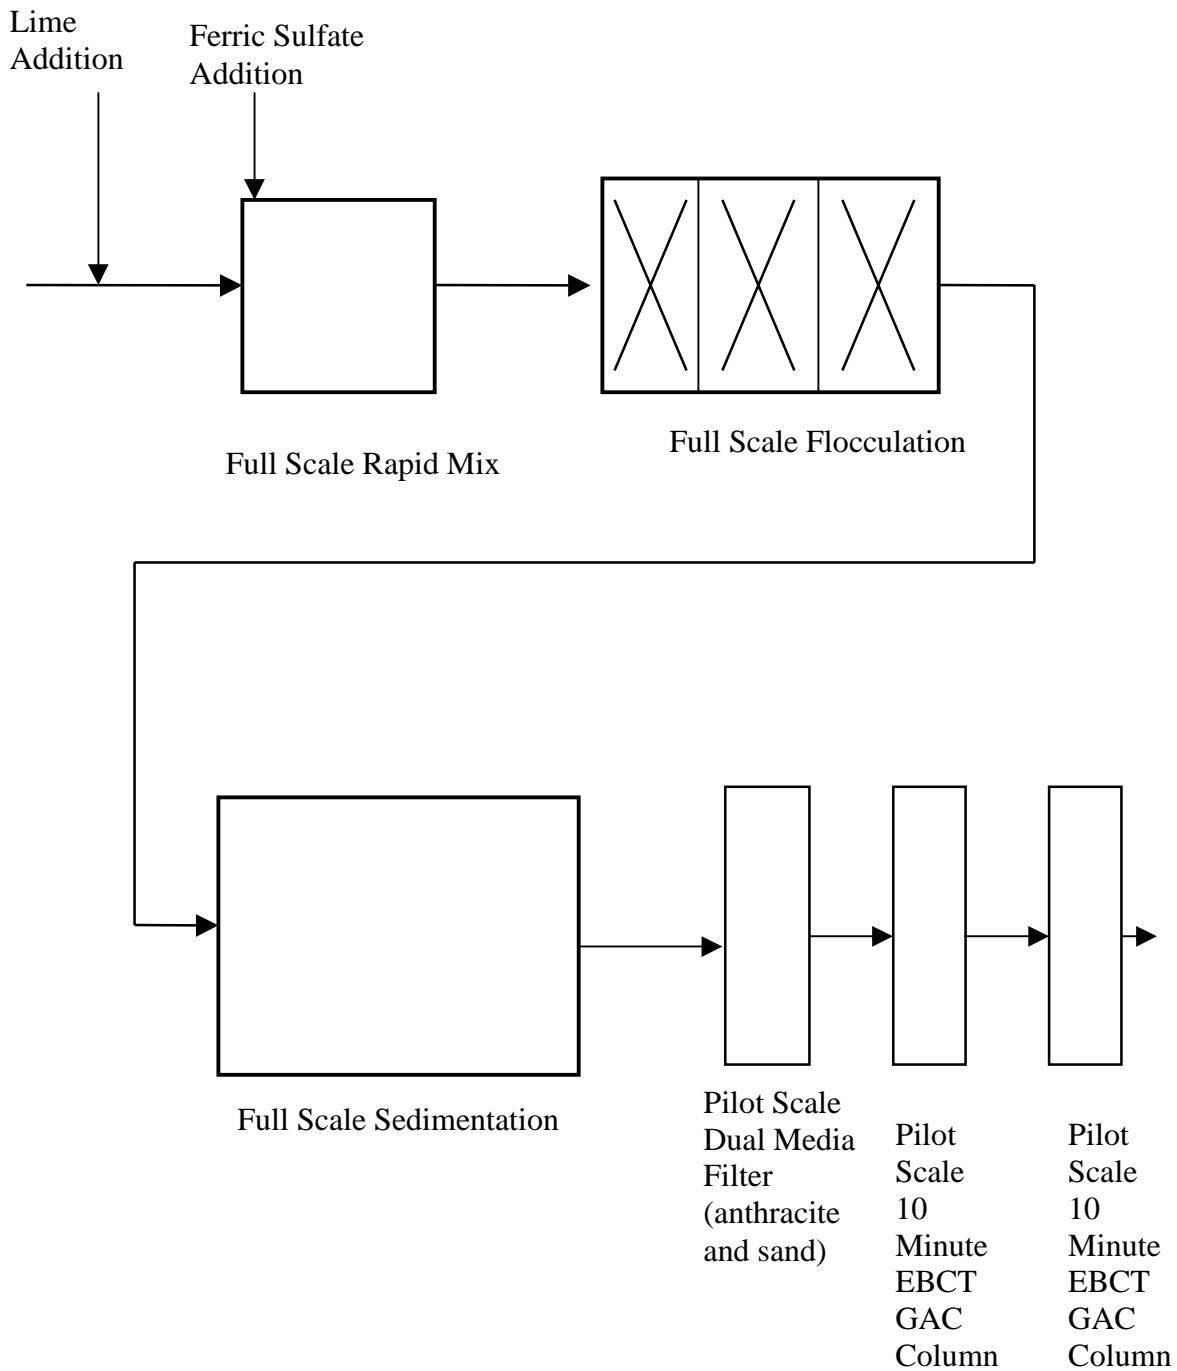 Lime
Addition
Ferric Sulfate
Addition
Full Scale Rapid Mix
Full Scale Flocculation
Full Scale Sedimentation
Pilot Scale
Dual Media
Filter
(anthracite
and sand)
Pilot
Scale
10
Minute
EBCT
GAC
Column
Pilot
Scale
10
Minute
EBCT
GAC
Column